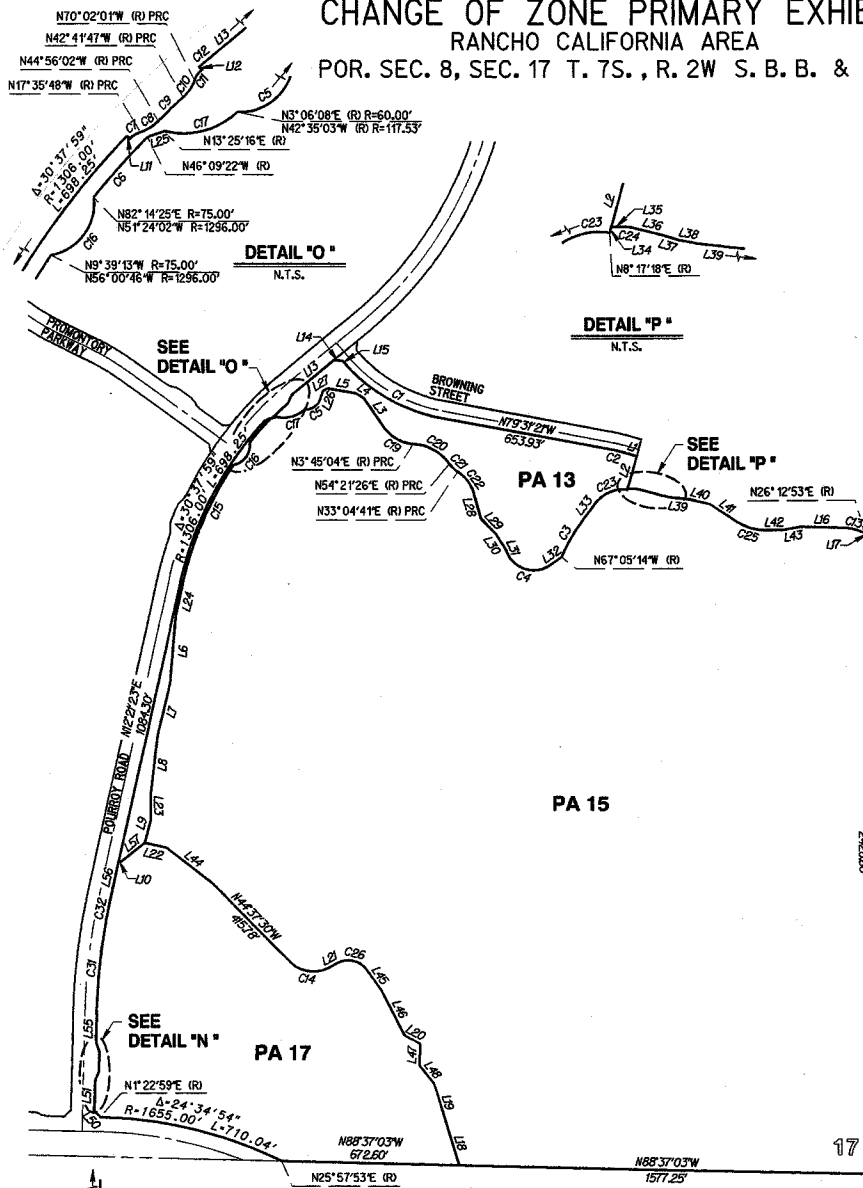 CHANGE OF ZONE PRIMARY EXHIB
RANCHO CALIFORNIA AREA
POR. SEC. 8, SEC. 17 T. 7S., R. 2W S. B. B. &
N70°02'01"W (R) PRC
N42°41'47"W (R) PRC
N44°56'02"W (R) PRC
N17°35'48"W (R) PRC
C12
L13
L12
C11
C10
C9
C8
C7
C5
C17
L25
L11
C6
C16
N3°06'08"E (R) R=60.00'
N42°35'03"W (R) R=117.53'
N13°25'16"E (R)
N46°09'22"W (R)
Δ=30°37'59"
R=1306.00'
L=698.25'
N82°14'25"E R=75.00'
N51°24'02"W R=1296.00'
N9°39'13"W R=75.00'
N56°00'46"W R=1296.00'
DETAIL "O"
N.T.S.
L2
L35
C23
L36
C24
L38
L34
L37
L39
N8°17'18"E (R)
DETAIL "P"
N.T.S.
PROMONTORY
PARKWAY
SEE
DETAIL "O"
L14
L15
L13
L27
L5
L4
C1
C5
L26
L3
C17
C16
BROWNING
STREET
N79°31'21"W
653.93'
L1
C2
L2
SEE
DETAIL "P"
C19
C20
C21
C22
N3°45'04"E (R) PRC
N54°21'26"E (R) PRC
N33°04'41"E (R) PRC
PA 13
C23
L39
L40
L41
N26°12'53"E (R)
L28
L29
L30
L31
C4
L32
C3
L33
C25
L42
L43
L16
C13
L17
N67°05'14"W (R)
Δ=30°37'59"
R=1306.00' L=698.25
C15
L24
L6
L7
N12°21'23"E
1084.30'
L8
L23
L9
POURROY ROAD
L57
L10
L22
L44
L56
C32
N44°37'30"W
415.78'
PA 15
C31
C14
L21
C26
L45
L46
L20
L47
L48
L55
SEE
DETAIL "N"
PA 17
L19
L51
N1°22'59"E (R)
L50
Δ=24°34'54"
R=1655.00' L=710.04'
L18
N88°37'03"W
672.60'
N88°37'03"W
1577.25'
17
N25°57'53"E (R)